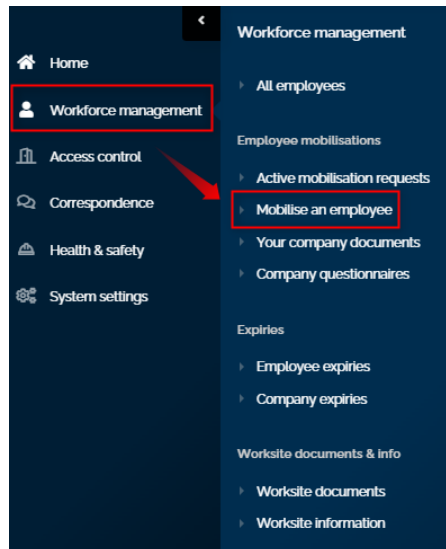 Home
Workforce management
Access control
Correspondence
Health & safety
System settings
Workforce management
All employees
Employee mobilisations
Active mobilisation requests
Mobilise an employee
Your company documents
Company questionnaires
Expiries
Employee expiries
Company expiries
Worksite documents & info
Worksite documents
Worksite information